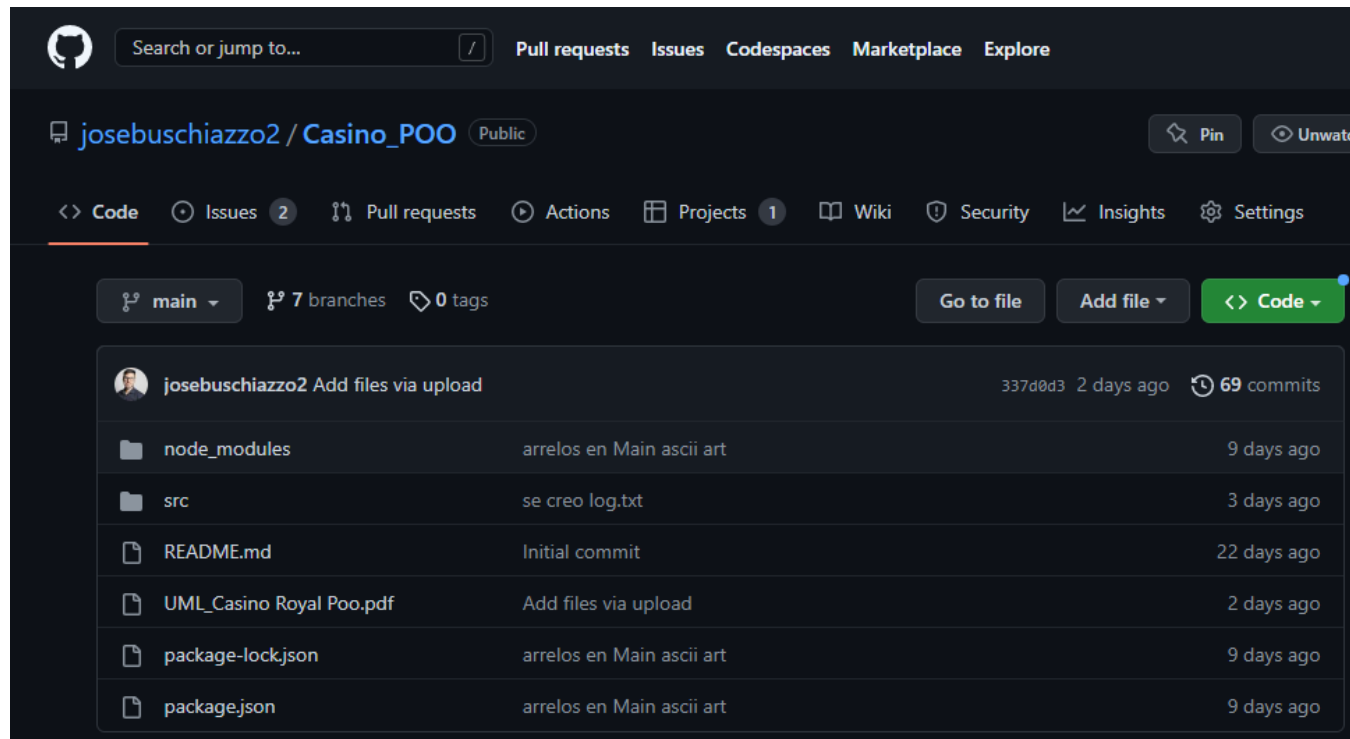 Search or jump to... / Pull requests Issues Codespaces Marketplace Explore
josebuschiazzo2 / Casino_POO Public Pin Unwatc
Code Issues 2 Pull requests Actions Projects 1 Wiki Security Insights Settings
main 7 branches 0 tags Go to file Add file Code
josebuschiazzo2 Add files via upload 337d0d3 2 days ago 69 commits
node_modules arrelos en Main ascii art 9 days ago
src se creo log.txt 3 days ago
README.md Initial commit 22 days ago
UML_Casino Royal Poo.pdf Add files via upload 2 days ago
package-lock.json arrelos en Main ascii art 9 days ago
package.json arrelos en Main ascii art 9 days ago